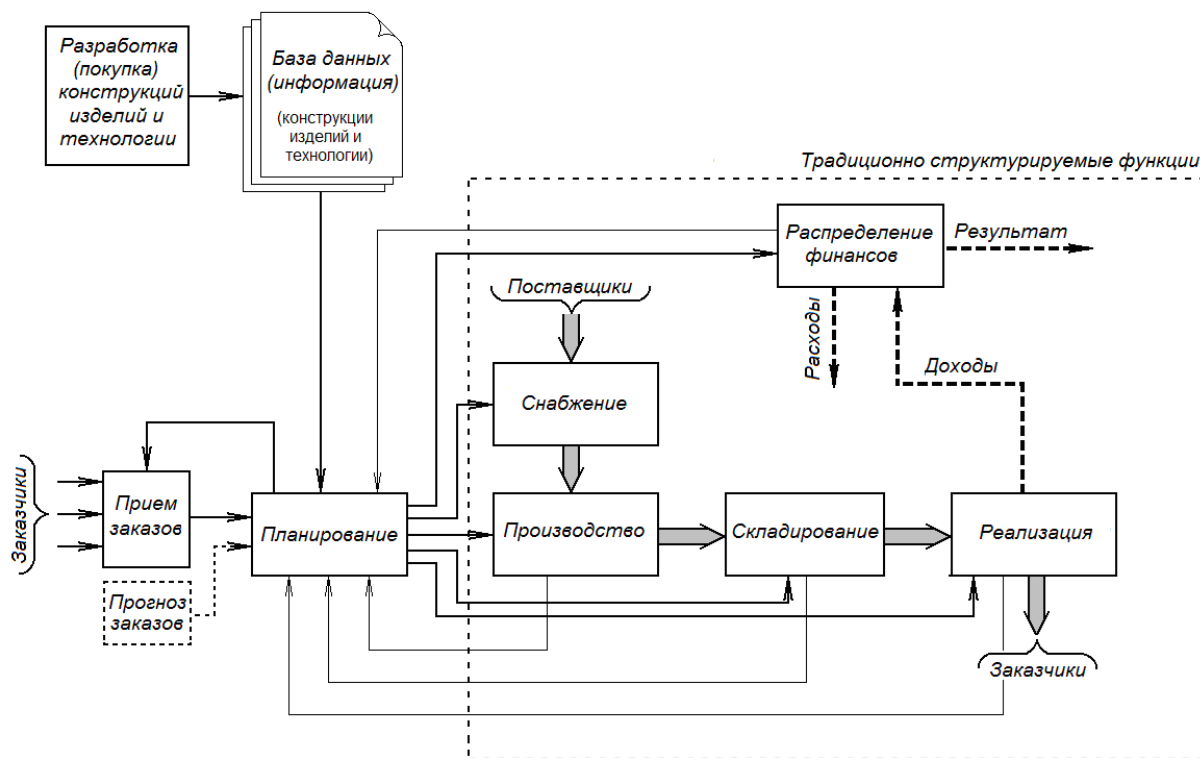 Разработка
(покупка)
конструкций
изделий и
технологии
База данных
(информация)
(конструкции
изделий и
технологии)
Традиционно структурируемые функции
Распределение
финансов
Результат
Поставщики
Расходы
Доходы
Снабжение
Заказчики
Прием
заказов
Планирование
Производство
Складирование
Реализация
Прогноз
заказов
Заказчики